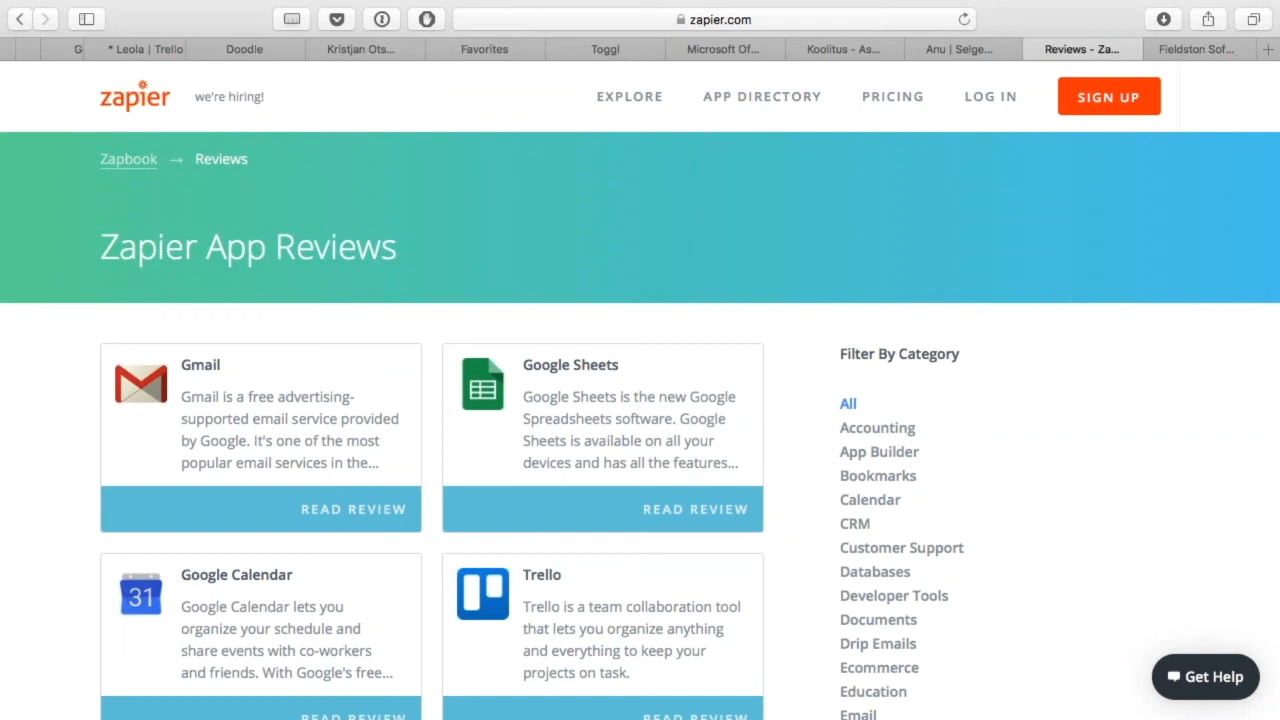 zapier.com
G
* Leola | Trello
Doodle
Kristjan Ots...
Favorites
Toggl
Microsoft Of...
Koolitus - As...
Anu | Selge...
Reviews - Za...
Fieldston Sof...
zapier
we're hiring!
EXPLORE
APP DIRECTORY
PRICING
LOG IN
SIGN UP
Zapbook → Reviews
Zapier App Reviews
Gmail
Gmail is a free advertising-
supported email service provided
by Google. It's one of the most
popular email services in the...
READ REVIEW
Google Sheets
Google Sheets is the new Google
Spreadsheets software. Google
Sheets is available on all your
devices and has all the features...
READ REVIEW
31
Google Calendar
Google Calendar lets you
organize your schedule and
share events with co-workers
and friends. With Google's free...
READ REVIEW
Trello
Trello is a team collaboration tool
that lets you organize anything
and everything to keep your
projects on task.
READ REVIEW
Filter By Category
All
Accounting
App Builder
Bookmarks
Calendar
CRM
Customer Support
Databases
Developer Tools
Documents
Drip Emails
Ecommerce
Education
Email
Get Help